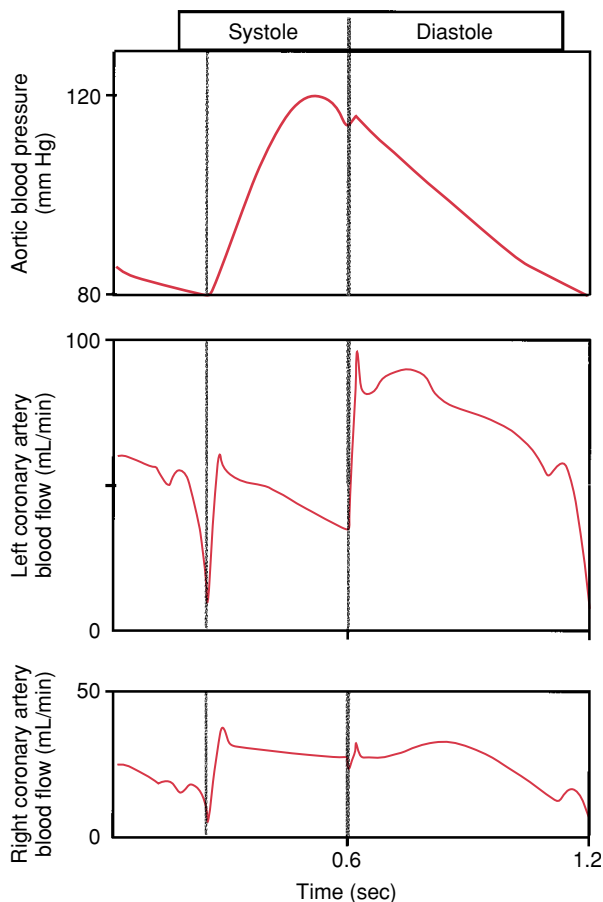 Systole
Diastole
Aortic blood pressure
(mm Hg)
120
80
Left coronary artery
blood flow (mL/min)
100
0
Right coronary artery
blood flow (mL/min)
50
0
0.6
1.2
Time (sec)